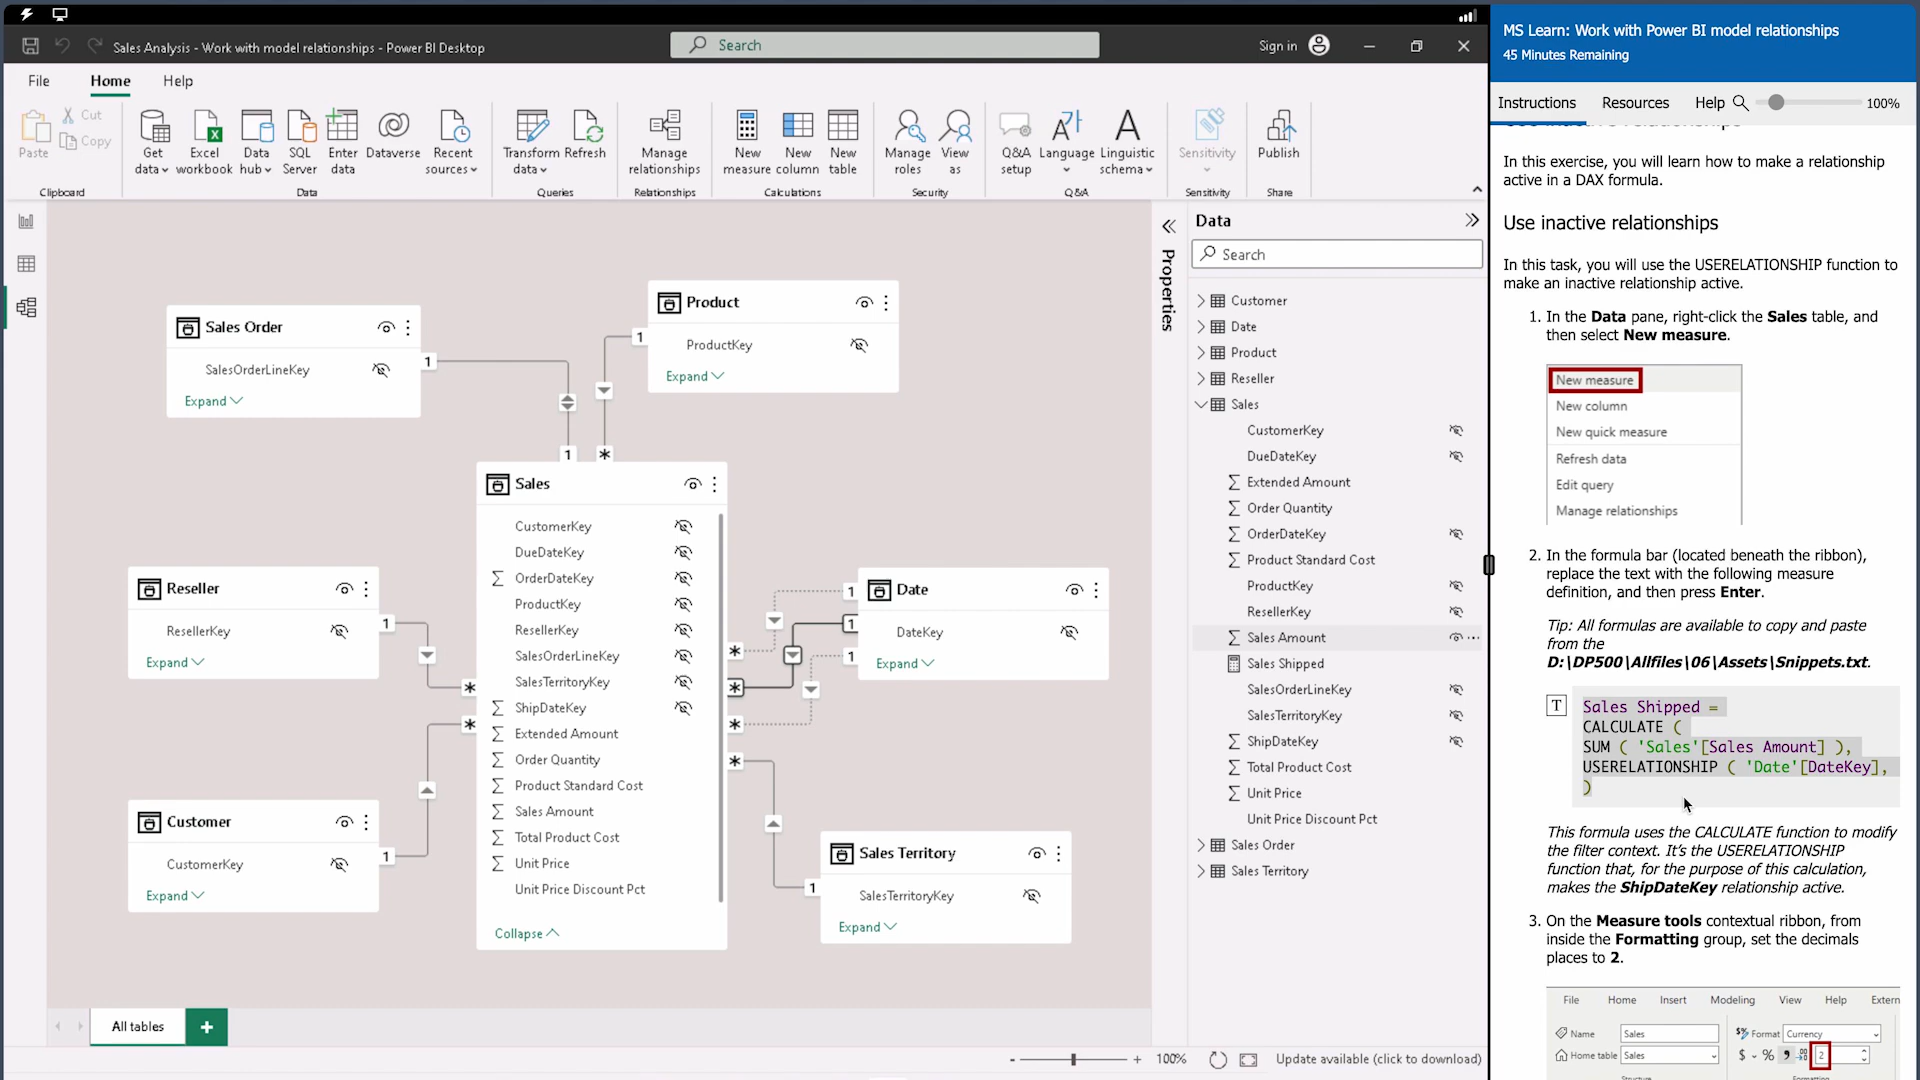 Sales Analysis - Work with model relationships - Power BI Desktop
Search
Sign in
File
Home
Help
Paste
Cut
Copy
Get data
Excel workbook
Data hub
SQL Server
Enter data
Dataverse
Recent sources
Transform data
Refresh
Manage relationships
New measure
New column
New table
Manage roles
View as
Q&A setup
Language
Linguistic schema
Sensitivity
Publish
Clipboard
Data
Queries
Relationships
Calculations
Security
Q&A
Sensitivity
Share
Sales Order
SalesOrderLineKey
Expand
1
1
Product
ProductKey
Expand
1
*
Sales
CustomerKey
DueDateKey
OrderDateKey
ProductKey
ResellerKey
SalesOrderLineKey
SalesTerritoryKey
ShipDateKey
Extended Amount
Order Quantity
Product Standard Cost
Sales Amount
Total Product Cost
Unit Price
Unit Price Discount Pct
Collapse
Reseller
ResellerKey
Expand
1
*
Customer
CustomerKey
Expand
1
*
Date
DateKey
Expand
1
1
1
*
*
*
Sales Territory
SalesTerritoryKey
Expand
1
*
All tables
+
- + 100%
Update available (click to download)
Properties
Data
Search
Customer
Date
Product
Reseller
Sales
CustomerKey
DueDateKey
Extended Amount
Order Quantity
OrderDateKey
Product Standard Cost
ProductKey
ResellerKey
Sales Amount
Sales Shipped
SalesOrderLineKey
SalesTerritoryKey
ShipDateKey
Total Product Cost
Unit Price
Unit Price Discount Pct
Sales Order
Sales Territory
MS Learn: Work with Power BI model relationships
45 Minutes Remaining
Instructions
Resources
Help
100%
In this exercise, you will learn how to make a relationship
active in a DAX formula.
Use inactive relationships
In this task, you will use the USERELATIONSHIP function to
make an inactive relationship active.
1. In the Data pane, right-click the Sales table, and
then select New measure.
New measure
New column
New quick measure
Refresh data
Edit query
Manage relationships
2. In the formula bar (located beneath the ribbon),
replace the text with the following measure
definition, and then press Enter.
Tip: All formulas are available to copy and paste
from the
D:\DP500\Allfiles\06\Assets\Snippets.txt.
T
Sales Shipped =
CALCULATE (
SUM ( 'Sales'[Sales Amount] ),
USERELATIONSHIP ( 'Date'[DateKey],
)
This formula uses the CALCULATE function to modify
the filter context. It's the USERELATIONSHIP
function that, for the purpose of this calculation,
makes the ShipDateKey relationship active.
3. On the Measure tools contextual ribbon, from
inside the Formatting group, set the decimals
places to 2.
File
Home
Insert
Modeling
View
Help
Extern
Name
Sales
Format
Currency
Home table
Sales
$ - % 9
2